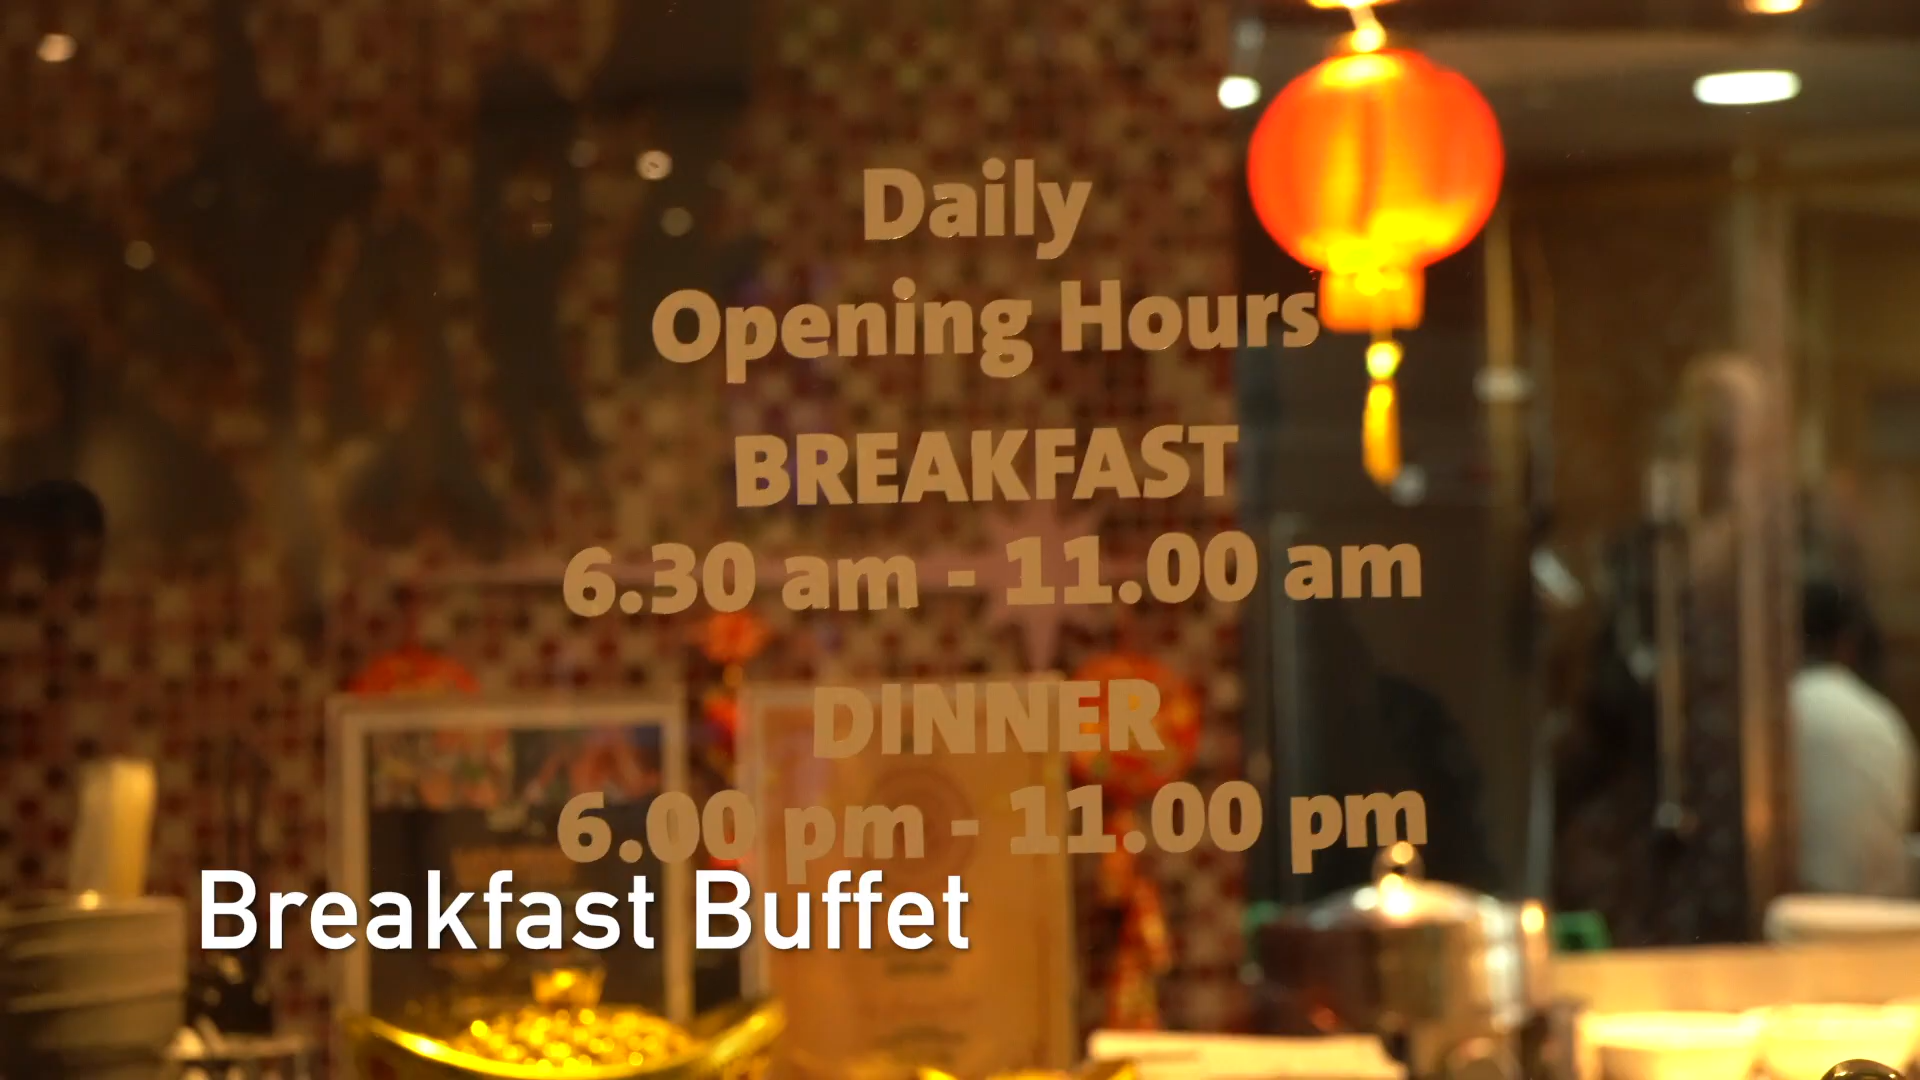 Daily
Opening Hours
BREAKFAST
6.30 am - 11.00 am
DINNER
6.00 pm - 11.00 pm
Breakfast Buffet